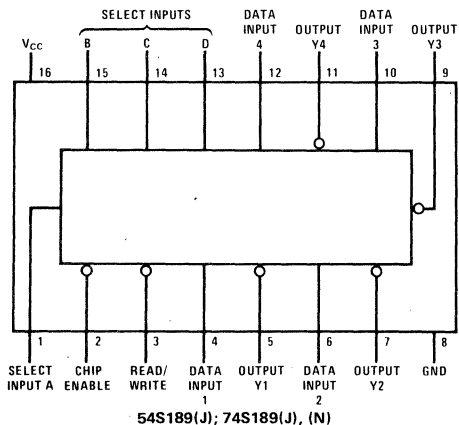 SELECT INPUTS
DATA INPUT 4
OUTPUT Y4
DATA INPUT 3
OUTPUT Y3
VCC
B
C
D
16 15 14 13 12 11 10 9
1 2 3 4 5 6 7 8
SELECT INPUT A
CHIP ENABLE
READ/ WRITE
DATA INPUT 1
OUTPUT Y1
DATA INPUT 2
OUTPUT Y2
GND
54S189(J); 74S189(J), (N)